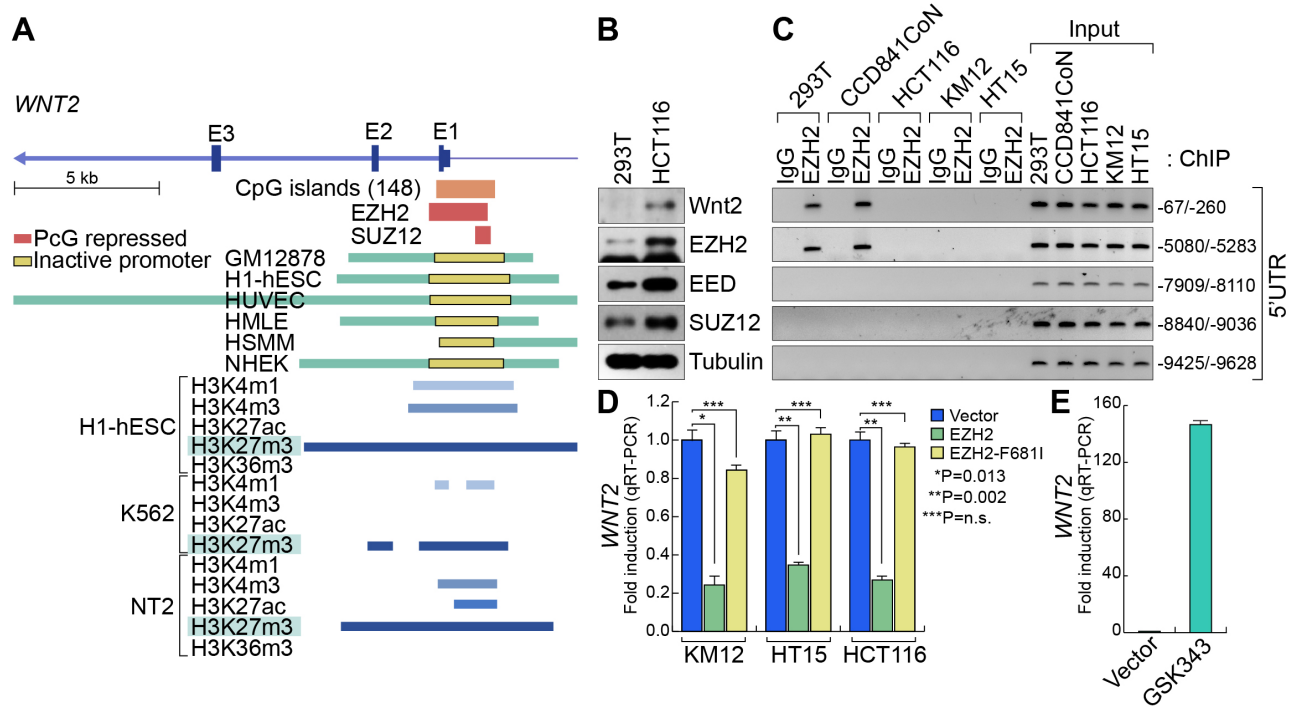 A
WNT2
E3
E2
E1
5 kb
CpG islands (148)
EZH2
SUZ12
PcG repressed
Inactive promoter
GM12878
H1-hESC
HUVEC
HMLE
HSMM
NHEK
H1-hESC
H3K4m1
H3K4m3
H3K27ac
H3K27m3
H3K36m3
K562
H3K4m1
H3K4m3
H3K27ac
H3K27m3
NT2
H3K4m1
H3K4m3
H3K27ac
H3K27m3
H3K36m3
B
293T
HCT116
Wnt2
EZH2
EED
SUZ12
Tubulin
C
293T
CCD841CoN
HCT116
KM12
HT15
Input
IgG
EZH2
IgG
EZH2
IgG
EZH2
IgG
EZH2
IgG
EZH2
293T
CCD841CoN
HCT116
KM12
HT15
: ChIP
-67/-260
-5080/-5283
-7909/-8110
-8840/-9036
-9425/-9628
5'UTR
D
WNT2
Fold induction (qRT-PCR)
1.2
1.0
0.8
0.6
0.4
0.2
0.0
***
*
***
**
***
**
KM12
HT15
HCT116
Vector
EZH2
EZH2-F681I
*P=0.013
**P=0.002
***P=n.s.
E
WNT2
Fold induction (qRT-PCR)
160
140
80
40
0
Vector
GSK343